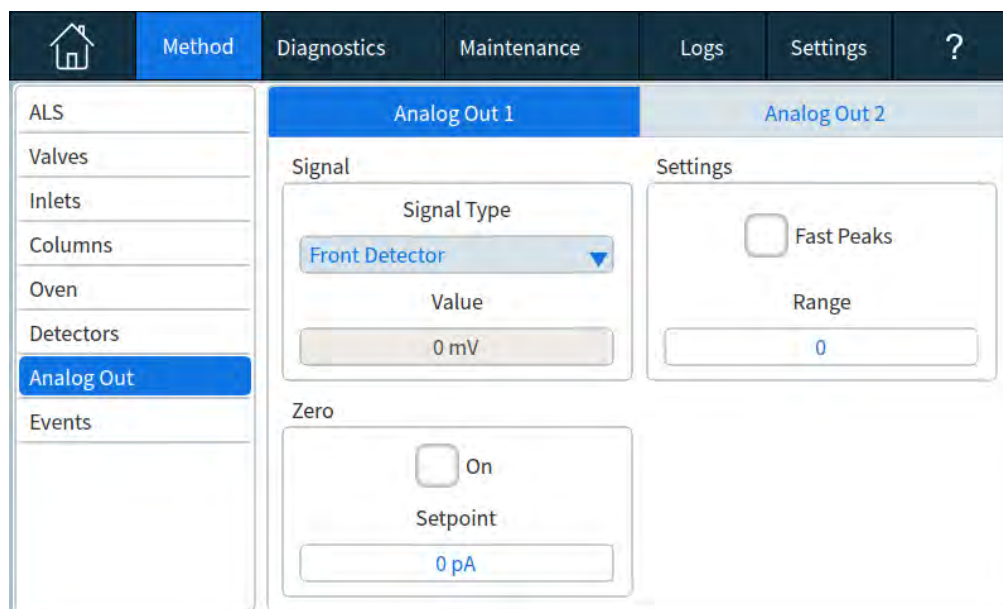 Method Diagnostics Maintenance Logs Settings ?
ALS
Valves
Inlets
Columns
Oven
Detectors
Analog Out
Events
Analog Out 1 Analog Out 2
Signal
Signal Type
Front Detector
Value
0 mV
Settings
Fast Peaks
Range
0
Zero
On
Setpoint
0 pA